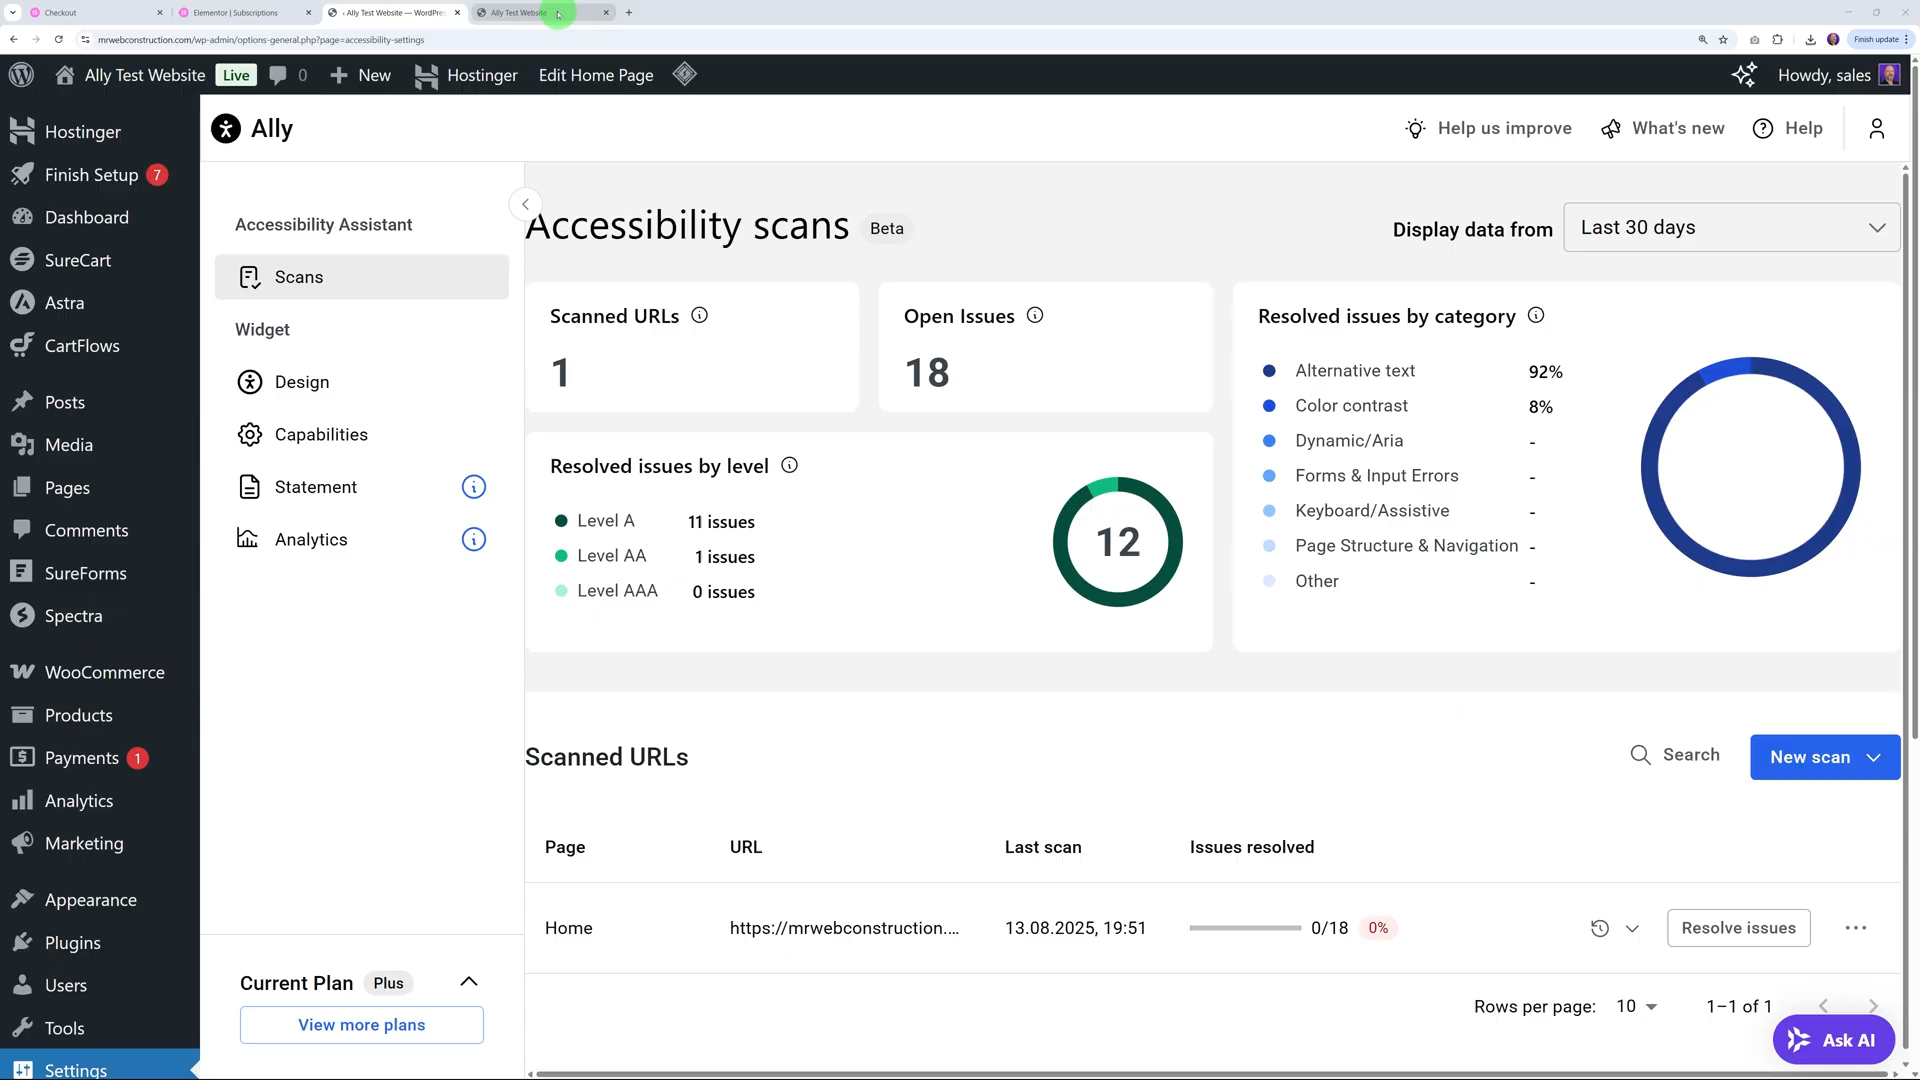 Checkout
Elementor | Subscriptions
‹ Ally Test Website — WordPre
Ally Test Website
mrwebconstruction.com/wp-admin/options-general.php?page=accessibility-settings
Finish update
Ally Test Website
Live
0
New
Hostinger
Edit Home Page
Howdy, sales
Hostinger
Finish Setup 7
Dashboard
SureCart
Astra
CartFlows
Posts
Media
Pages
Comments
SureForms
Spectra
WooCommerce
Products
Payments 1
Analytics
Marketing
Appearance
Plugins
Users
Tools
Settings
Ally
Help us improve
What's new
Help
Accessibility Assistant
Scans
Widget
Design
Capabilities
Statement
Analytics
Current Plan Plus
View more plans
Accessibility scans Beta
Display data from Last 30 days
Scanned URLs
1
Open Issues
18
Resolved issues by level
Level A 11 issues
Level AA 1 issues
Level AAA 0 issues
12
Resolved issues by category
Alternative text 92%
Color contrast 8%
Dynamic/Aria -
Forms & Input Errors -
Keyboard/Assistive -
Page Structure & Navigation -
Other -
Scanned URLs
Search
New scan
Page URL Last scan Issues resolved
Home https://mrwebconstruction.... 13.08.2025, 19:51 0/18 0% Resolve issues
Rows per page: 10 1–1 of 1
Ask AI